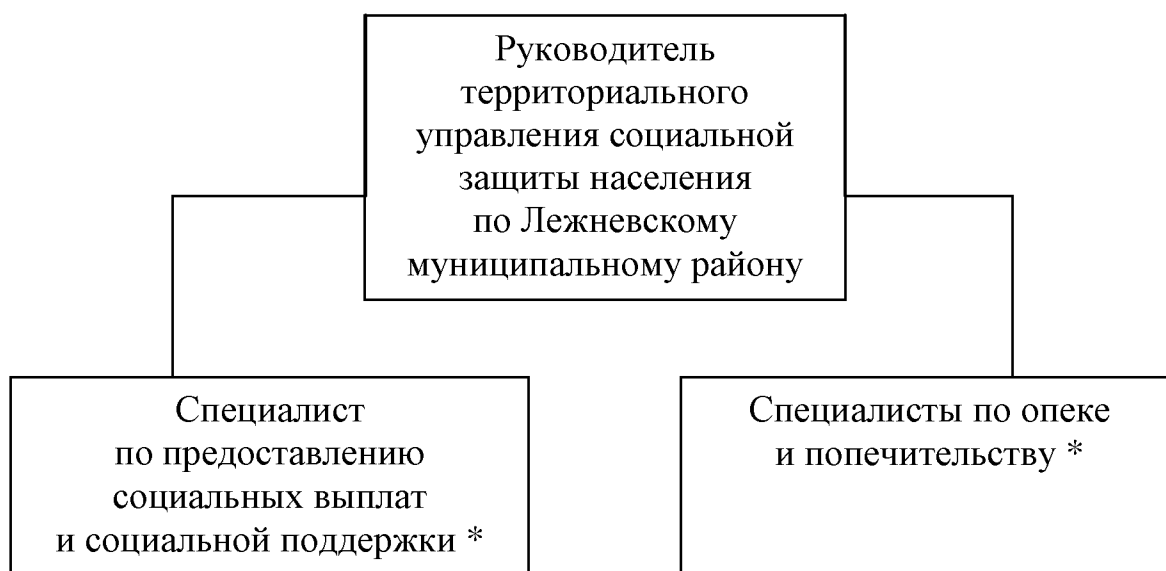 Руководитель
территориального
управления социальной
защиты населения
по Лежневскому
муниципальному району
Специалист
по предоставлению
социальных выплат
и социальной поддержки *
Специалисты по опеке
и попечительству *